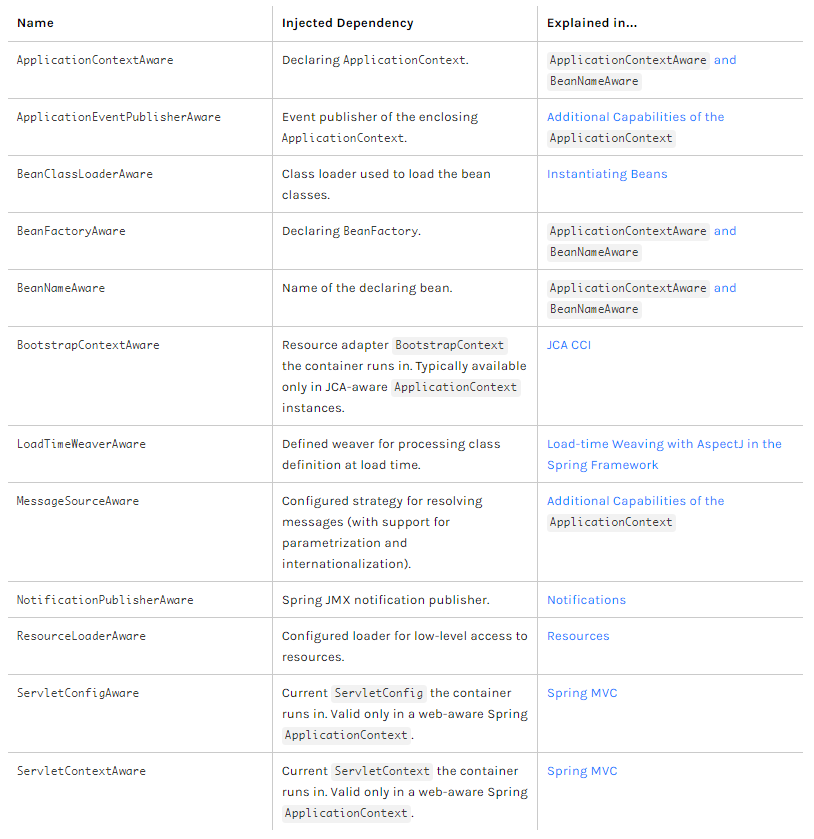 Name Injected Dependency Explained in...
ApplicationContextAware Declaring ApplicationContext. ApplicationContextAware and
BeanNameAware
ApplicationEventPublisherAware Event publisher of the enclosing Additional Capabilities of the
ApplicationContext. ApplicationContext
BeanClassLoaderAware Class loader used to load the bean Instantiating Beans
classes.
BeanFactoryAware Declaring BeanFactory. ApplicationContextAware and
BeanNameAware
BeanNameAware Name of the declaring bean. ApplicationContextAware and
BeanNameAware
BootstrapContextAware Resource adapter BootstrapContext JCA CCI
the container runs in. Typically available
only in JCA-aware ApplicationContext
instances.
LoadTimeWeaverAware Defined weaver for processing class Load-time Weaving with AspectJ in the
definition at load time. Spring Framework
MessageSourceAware Configured strategy for resolving Additional Capabilities of the
messages (with support for ApplicationContext
parametrization and
internationalization).
NotificationPublisherAware Spring JMX notification publisher. Notifications
ResourceLoaderAware Configured loader for low-level access to Resources
resources.
ServletConfigAware Current ServletConfig the container Spring MVC
runs in. Valid only in a web-aware Spring
ApplicationContext.
ServletContextAware Current ServletContext the container Spring MVC
runs in. Valid only in a web-aware Spring
ApplicationContext.